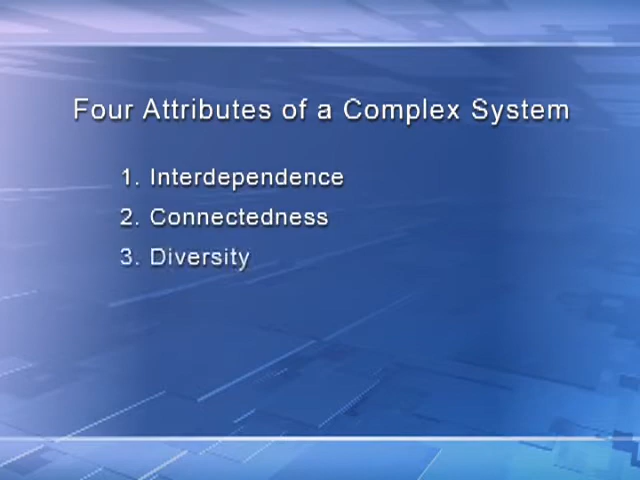 Four Attributes of a Complex System
1. Interdependence
2. Connectedness
3. Diversity